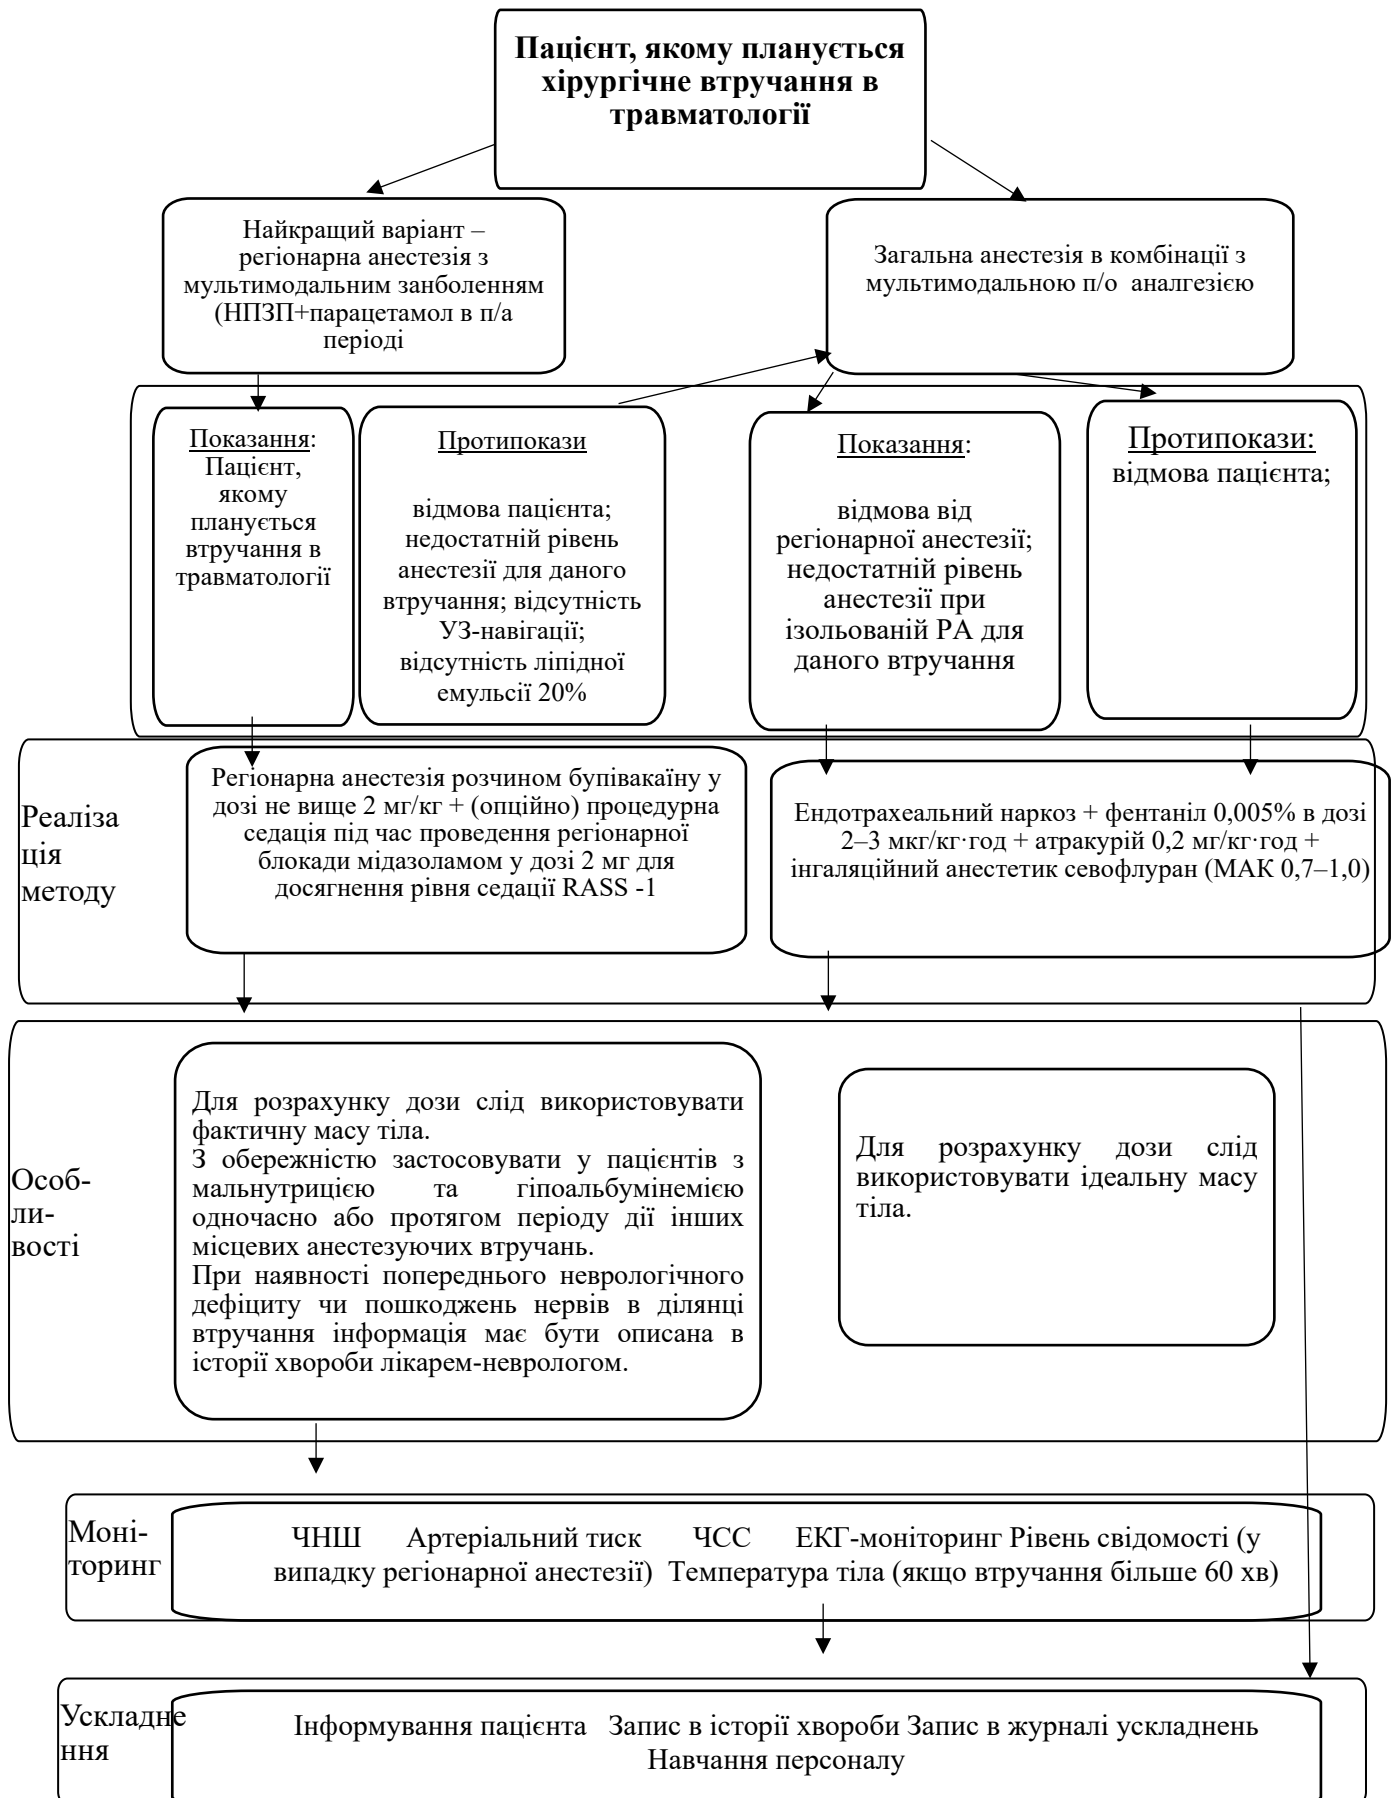 Пацієнт, якому планується
хірургічне втручання в
травматології
Найкращий варіант –
регіонарна анестезія з
мультимодальним занболенням
(НПЗП+парацетамол в п/а
періоді
Загальна анестезія в комбінації з
мультимодальною п/о аналгезією
Показання:
Пацієнт,
якому
планується
втручання в
травматології
Протипокази
відмова пацієнта;
недостатній рівень
анестезії для даного
втручання; відсутність
УЗ-навігації;
відсутність ліпідної
емульсії 20%
Показання:
відмова від
регіонарної анестезії;
недостатній рівень
анестезії при
ізольованій РА для
даного втручання
Протипокази:
відмова пацієнта;
Реаліза
ція
методу
Регіонарна анестезія розчином бупівакаїну у
дозі не вище 2 мг/кг + (опційно) процедурна
седація під час проведення регіонарної
блокади мідазоламом у дозі 2 мг для
досягнення рівня седації RASS -1
Ендотрахеальний наркоз + фентаніл 0,005% в дозі
2–3 мкг/кг·год + атракурій 0,2 мг/кг·год +
інгаляційний анестетик севофлуран (МАК 0,7–1,0)
Особ-
ли-
вості
Для розрахунку дози слід використовувати
фактичну масу тіла.
З обережністю застосовувати у пацієнтів з
мальнутрицією та гіпоальбумінемією
одночасно або протягом періоду дії інших
місцевих анестезуючих втручань.
При наявності попереднього неврологічного
дефіциту чи пошкоджень нервів в ділянці
втручання інформація має бути описана в
історії хвороби лікарем-неврологом.
Для розрахунку дози слід
використовувати ідеальну масу
тіла.
Моні-
торинг
ЧНШ Артеріальний тиск ЧСС ЕКГ-моніторинг Рівень свідомості (у
випадку регіонарної анестезії) Температура тіла (якщо втручання більше 60 хв)
Ускладне
ння
Інформування пацієнта Запис в історії хвороби Запис в журналі ускладнень
Навчання персоналу